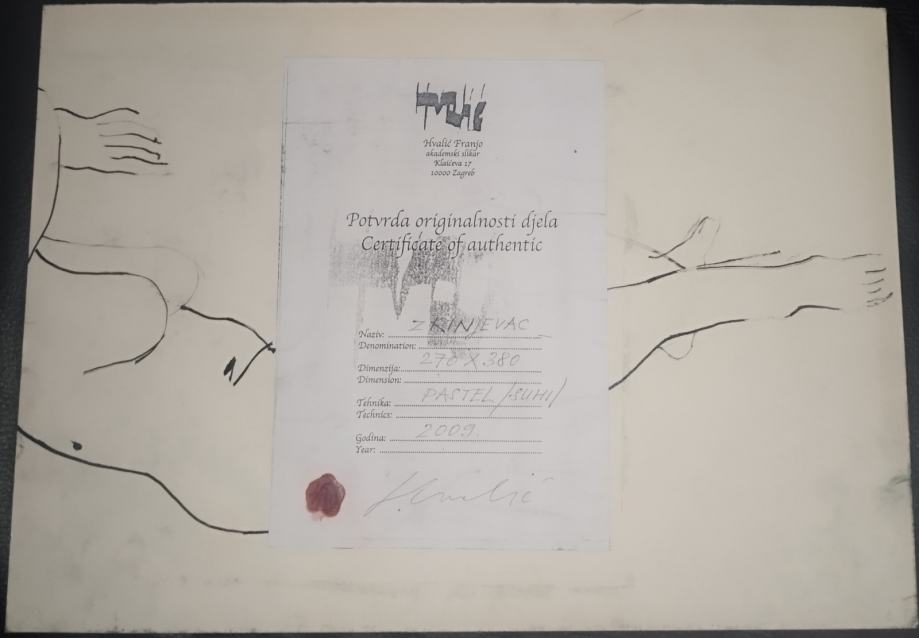 HVALIĆ
Hvalić Franjo
akademski slikar
Klaićeva 17
10000 Zagreb
Potvrda originalnosti djela
Certificate of authentic
Naziv: ZRINJEVAC
Denomination:
Dimenzija: 270 X 380
Dimension:
Tehnika: PASTEL /SUHI/
Technics:
Godina: 2009.
Year:
Hvalić